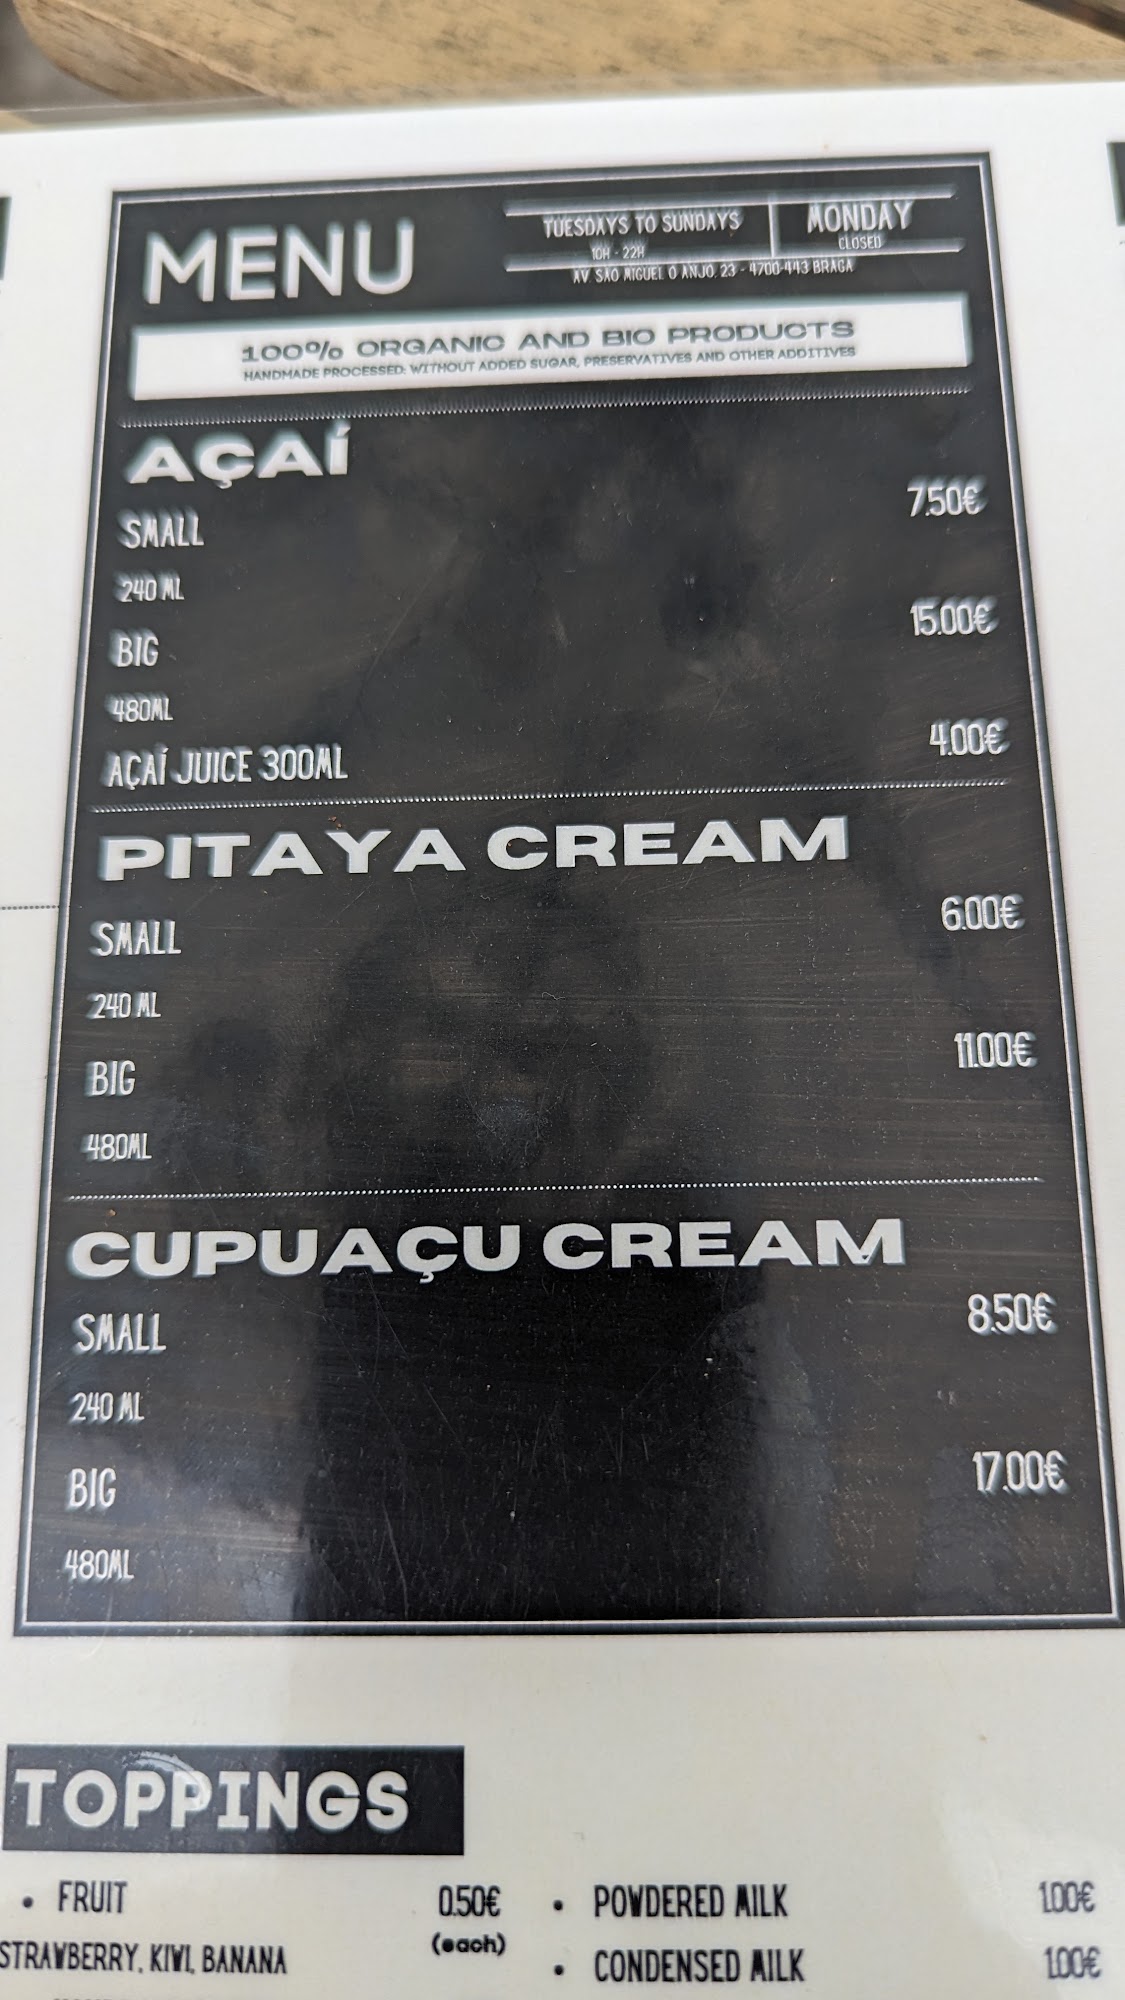 MENU
TUESDAYS TO SUNDAYS
10H - 22H
MONDAY
CLOSED
AV. SAO MIGUEL O ANJO, 23 - 4700-443 BRAGA
100% ORGANIC AND BIO PRODUCTS
HANDMADE PROCESSED: WITHOUT ADDED SUGAR, PRESERVATIVES AND OTHER ADDITIVES
AÇAÍ
SMALL 7.50€
240 ML
BIG 15.00€
480ML
AÇAÍ JUICE 300ML 4.00€
PITAYA CREAM
SMALL 6.00€
240 ML
BIG 11.00€
480ML
CUPUAÇU CREAM
SMALL 8.50€
240 ML
BIG 17.00€
480ML
TOPPINGS
• FRUIT 0.50€
(each)
STRAWBERRY, KIWI, BANANA
• POWDERED MILK 1.00€
• CONDENSED MILK 1.00€